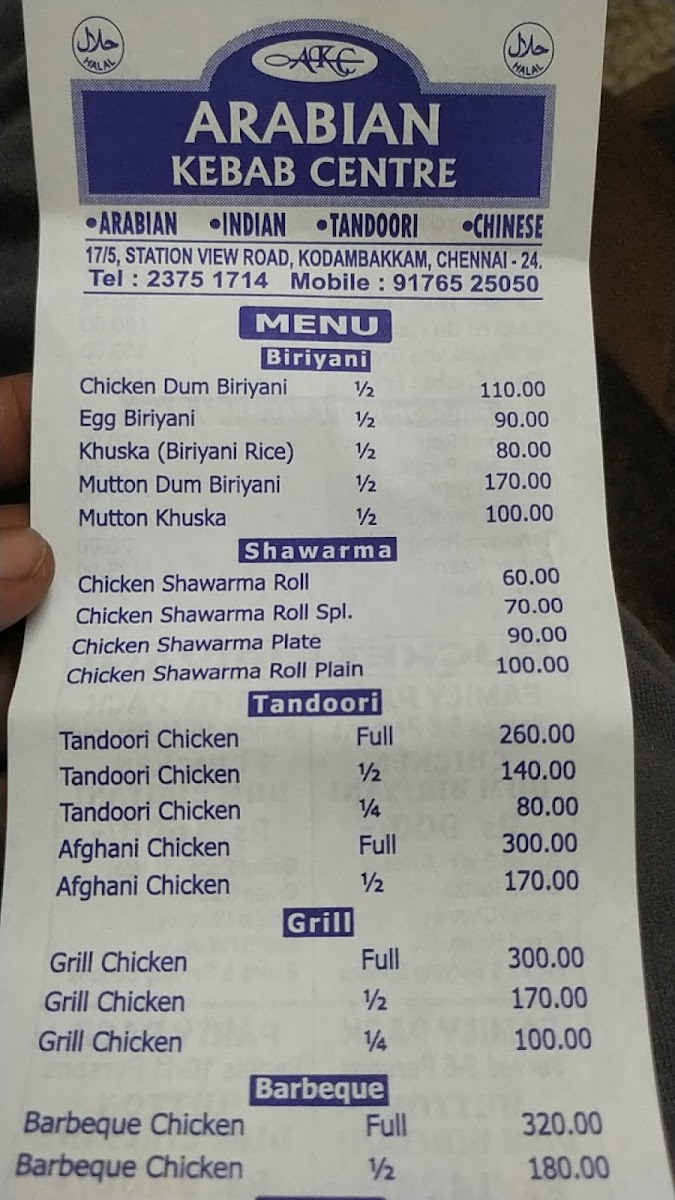 حلال
HALAL
AKC
حلال
HALAL
ARABIAN
KEBAB CENTRE
•ARABIAN •INDIAN •TANDOORI •CHINESE
17/5, STATION VIEW ROAD, KODAMBAKKAM, CHENNAI - 24.
Tel : 2375 1714 Mobile : 91765 25050
MENU
Biriyani
Chicken Dum Biriyani ½ 110.00
Egg Biriyani ½ 90.00
Khuska (Biriyani Rice) ½ 80.00
Mutton Dum Biriyani ½ 170.00
Mutton Khuska ½ 100.00
Shawarma
Chicken Shawarma Roll 60.00
Chicken Shawarma Roll Spl. 70.00
Chicken Shawarma Plate 90.00
Chicken Shawarma Roll Plain 100.00
Tandoori
Tandoori Chicken Full 260.00
Tandoori Chicken ½ 140.00
Tandoori Chicken ¼ 80.00
Afghani Chicken Full 300.00
Afghani Chicken ½ 170.00
Grill
Grill Chicken Full 300.00
Grill Chicken ½ 170.00
Grill Chicken ¼ 100.00
Barbeque
Barbeque Chicken Full 320.00
Barbeque Chicken ½ 180.00